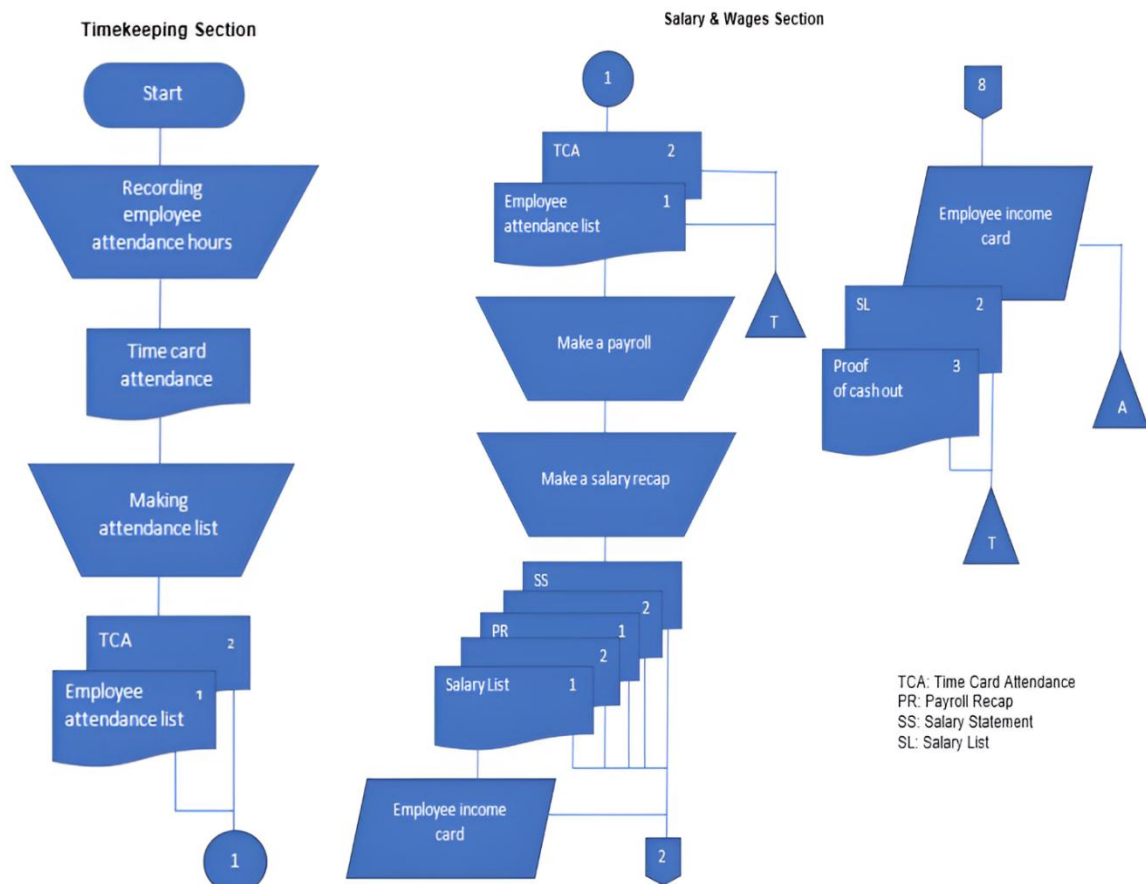 Timekeeping Section
Start
Recording
employee
attendance hours
Time card
attendance
Making
attendance list
TCA 2
Employee 1
attendance list
1
Salary & Wages Section
1
TCA 2
Employee 1
attendance list
T
Make a payroll
Make a salary recap
SS
2
PR 1
2
Salary List 1
Employee income
card
2
8
Employee income
card
SL 2
Proof 3
of cash out
A
T
TCA: Time Card Attendance
PR: Payroll Recap
SS: Salary Statement
SL: Salary List